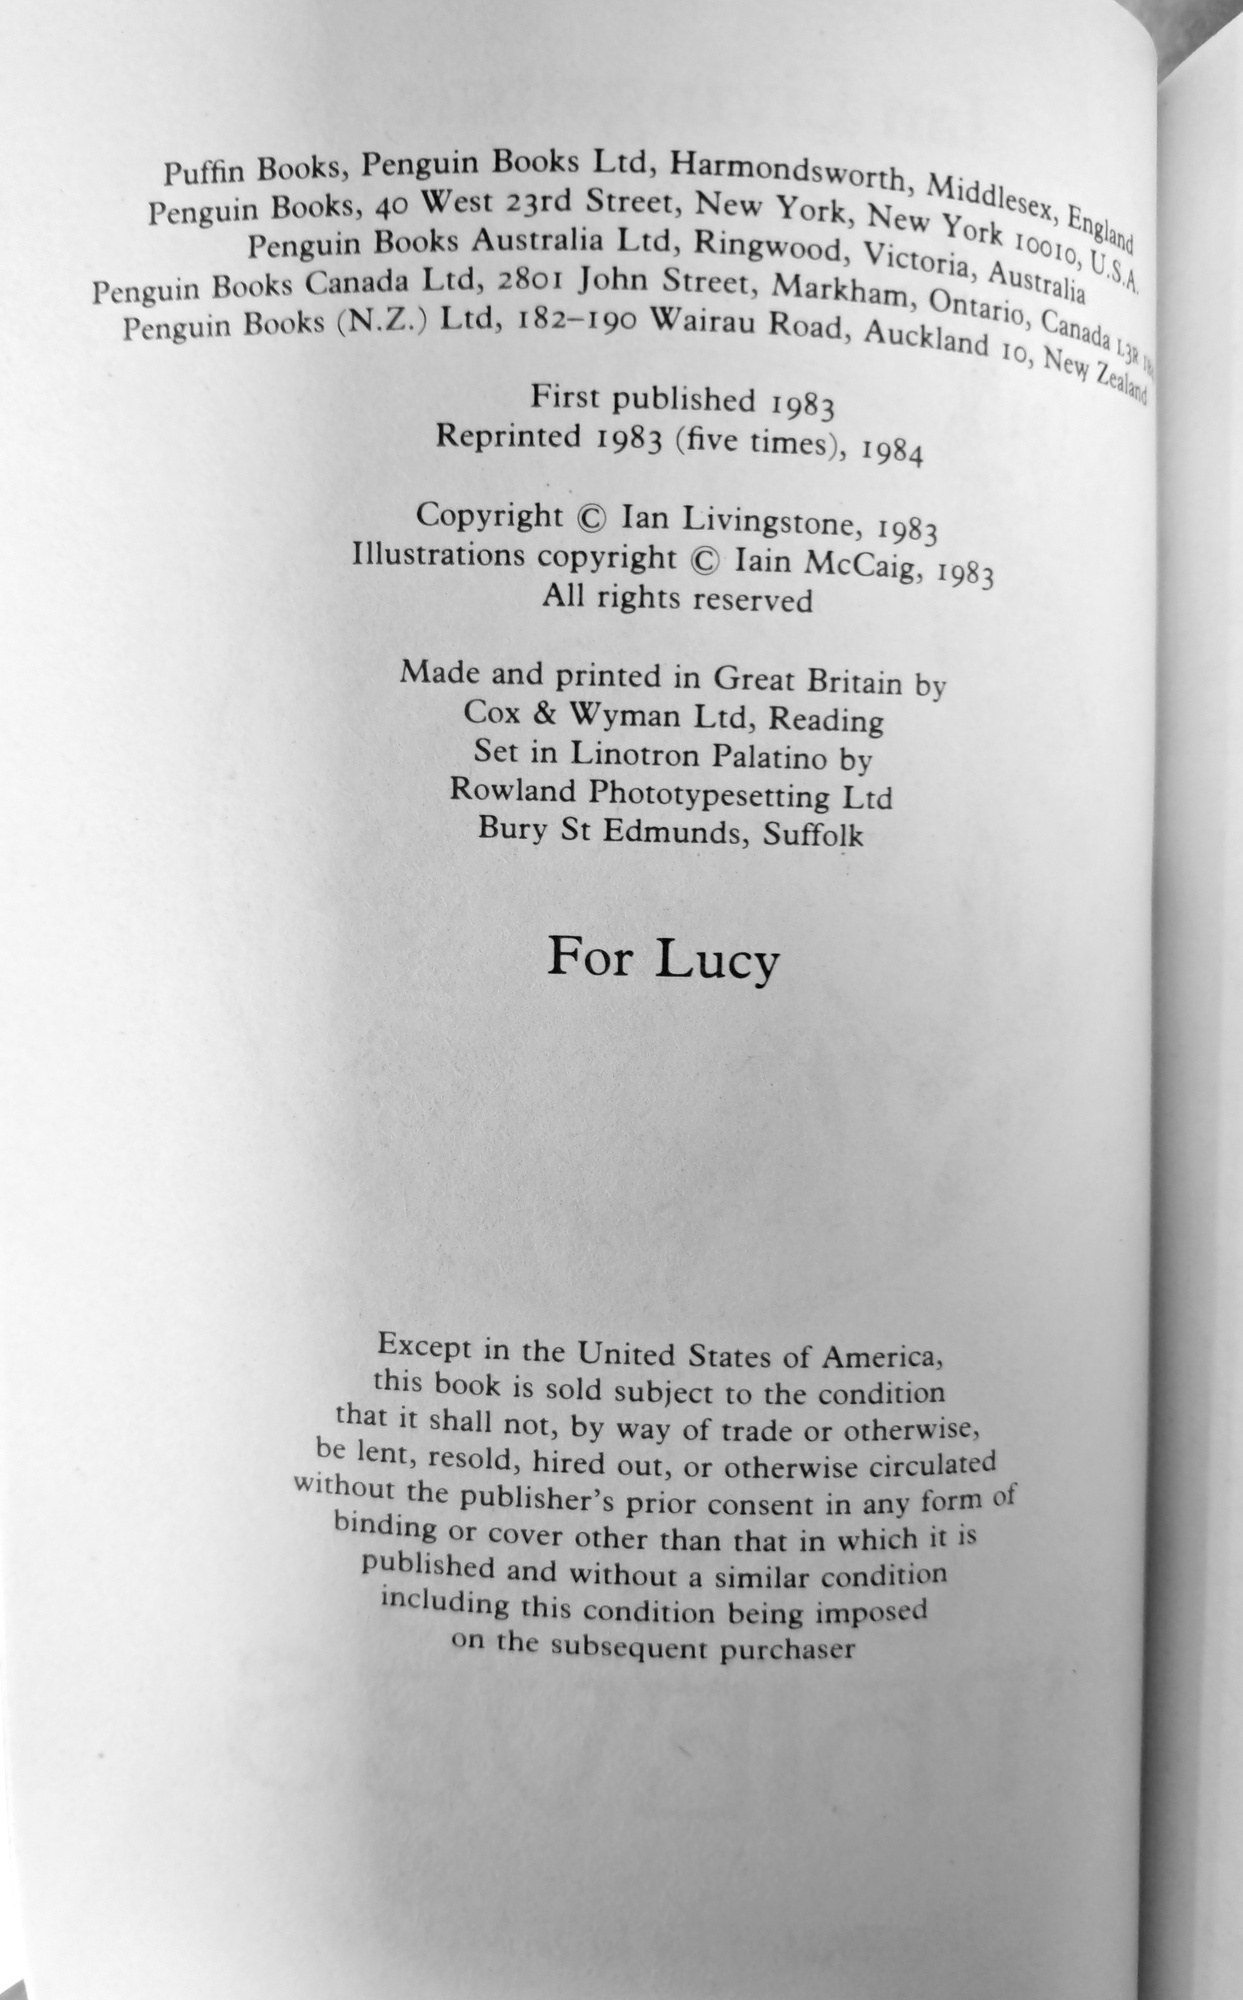 Puffin Books, Penguin Books Ltd, Harmondsworth, Middlesex, England
Penguin Books, 40 West 23rd Street, New York, New York 10010, U.S.A.
Penguin Books Australia Ltd, Ringwood, Victoria, Australia
Penguin Books Canada Ltd, 2801 John Street, Markham, Ontario, Canada L3R
Penguin Books (N.Z.) Ltd, 182–190 Wairau Road, Auckland 10, New Zealand
First published 1983
Reprinted 1983 (five times), 1984
Copyright © Ian Livingstone, 1983
Illustrations copyright © Iain McCaig, 1983
All rights reserved
Made and printed in Great Britain by
Cox & Wyman Ltd, Reading
Set in Linotron Palatino by
Rowland Phototypesetting Ltd
Bury St Edmunds, Suffolk
For Lucy
Except in the United States of America,
this book is sold subject to the condition
that it shall not, by way of trade or otherwise,
be lent, resold, hired out, or otherwise circulated
without the publisher's prior consent in any form of
binding or cover other than that in which it is
published and without a similar condition
including this condition being imposed
on the subsequent purchaser